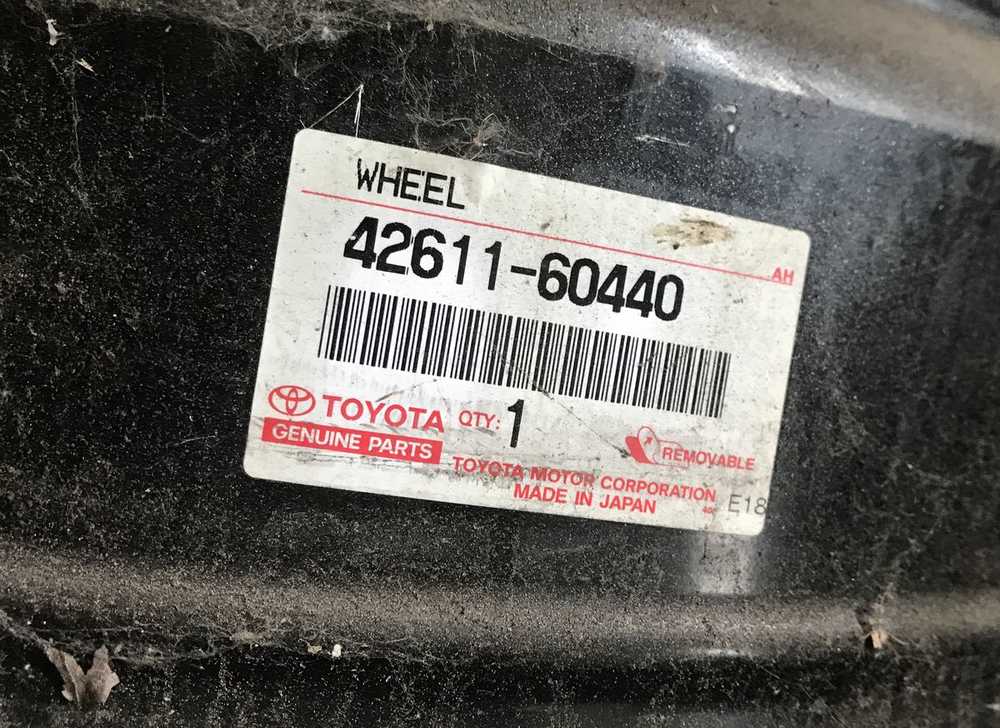 WHEEL
AH
42611-60440
TOYOTA QTY: 1
GENUINE PARTS
REMOVABLE
TOYOTA MOTOR CORPORATION
MADE IN JAPAN
E18